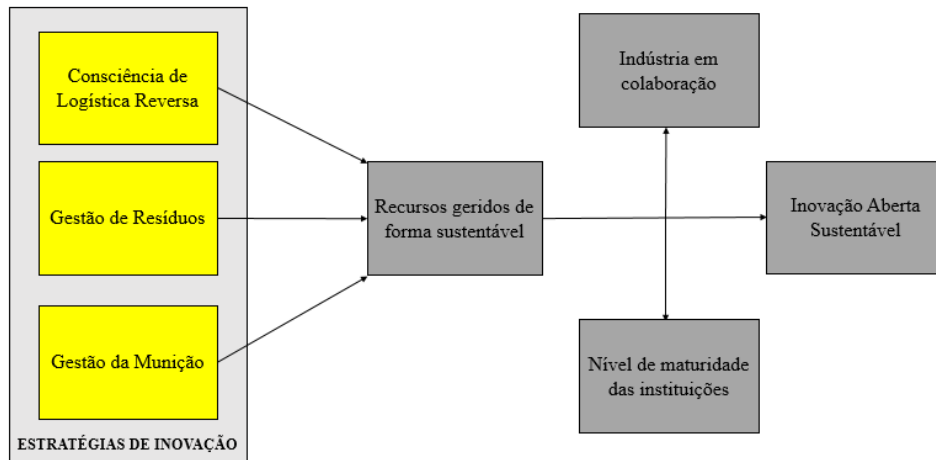 Consciência de
Logística Reversa
Gestão de Resíduos
Gestão da Munição
ESTRATÉGIAS DE INOVAÇÃO
Recursos geridos de
forma sustentável
Indústria em
colaboração
Nível de maturidade
das instituições
Inovação Aberta
Sustentável